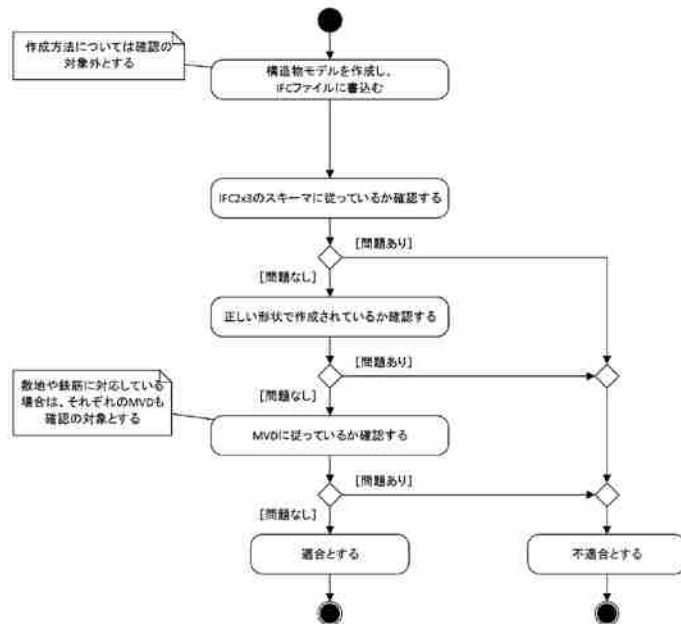 作成方法については確認の
対象外とする
構造物モデルを作成し、
IFCファイルに書込む
IFC2x3のスキーマに従っているか確認する
[問題あり]
[問題なし]
正しい形状で作成されているか確認する
[問題あり]
[問題なし]
敷地や鉄筋に対応している
場合は、それぞれのMVDも
確認の対象とする
MVDに従っているか確認する
[問題あり]
[問題なし]
適合とする
不適合とする